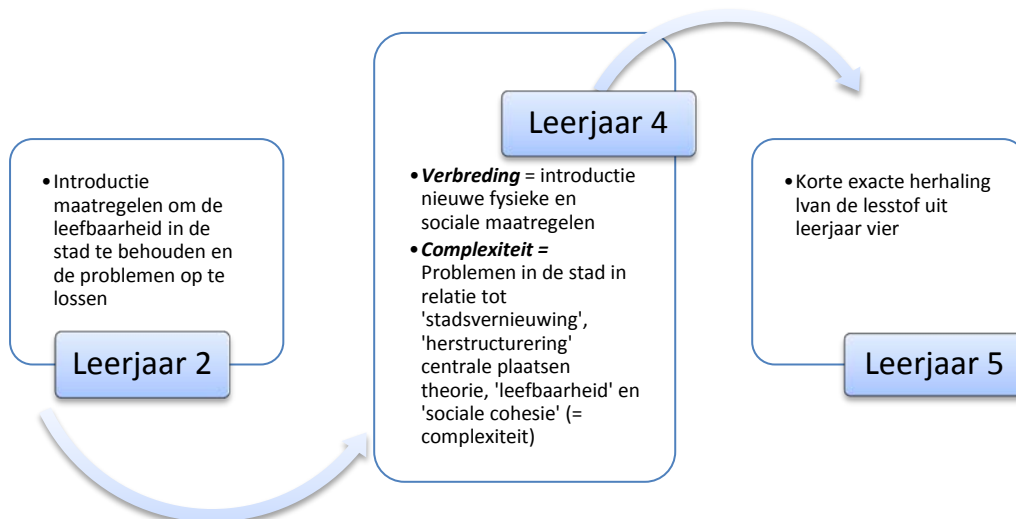 •Introductie
maatregelen om de
leefbaarheid in de
stad te behouden en
de problemen op te
lossen
Leerjaar 2
Leerjaar 4
•Verbreding = introductie
nieuwe fysieke en
sociale maatregelen
•Complexiteit =
Problemen in de stad in
relatie tot
'stadsvernieuwing',
'herstructurering'
centrale plaatsen
theorie, 'leefbaarheid' en
'sociale cohesie' (=
complexiteit)
•Korte exacte herhaling
lvan de lesstof uit
leerjaar vier
Leerjaar 5